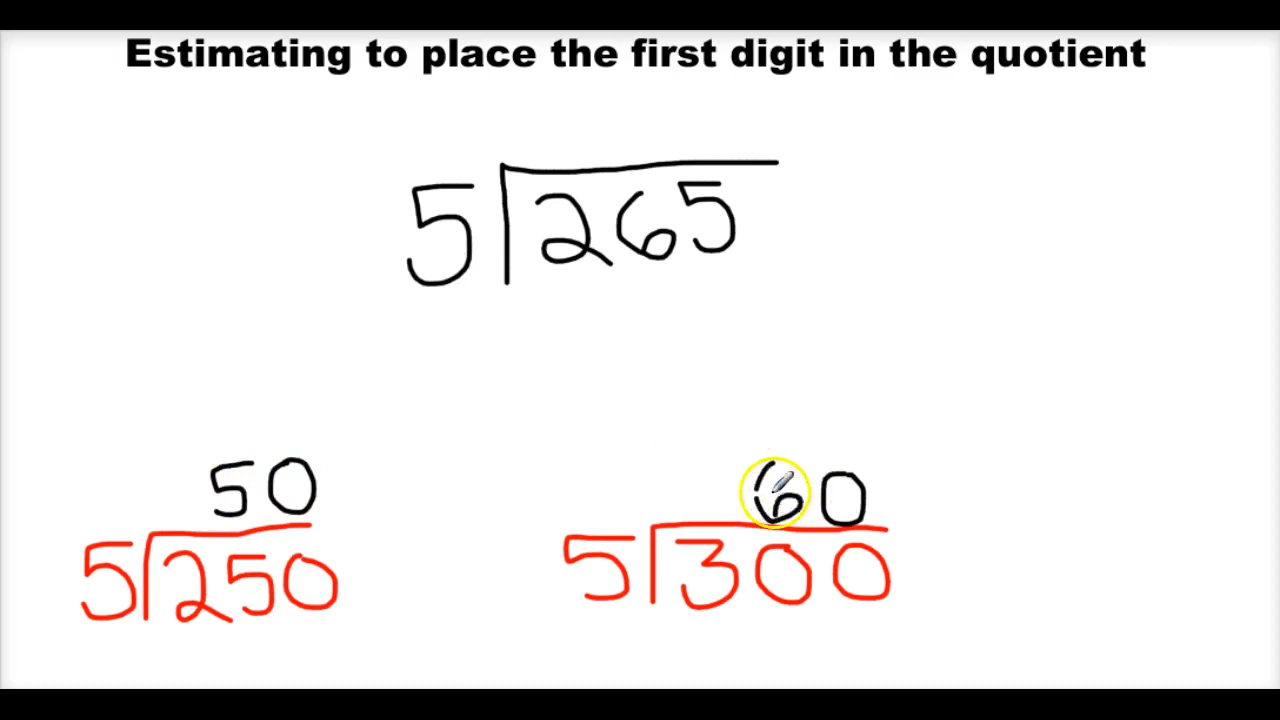 Estimating to place the first digit in the quotient
5 265
50 60
5 250 5 300